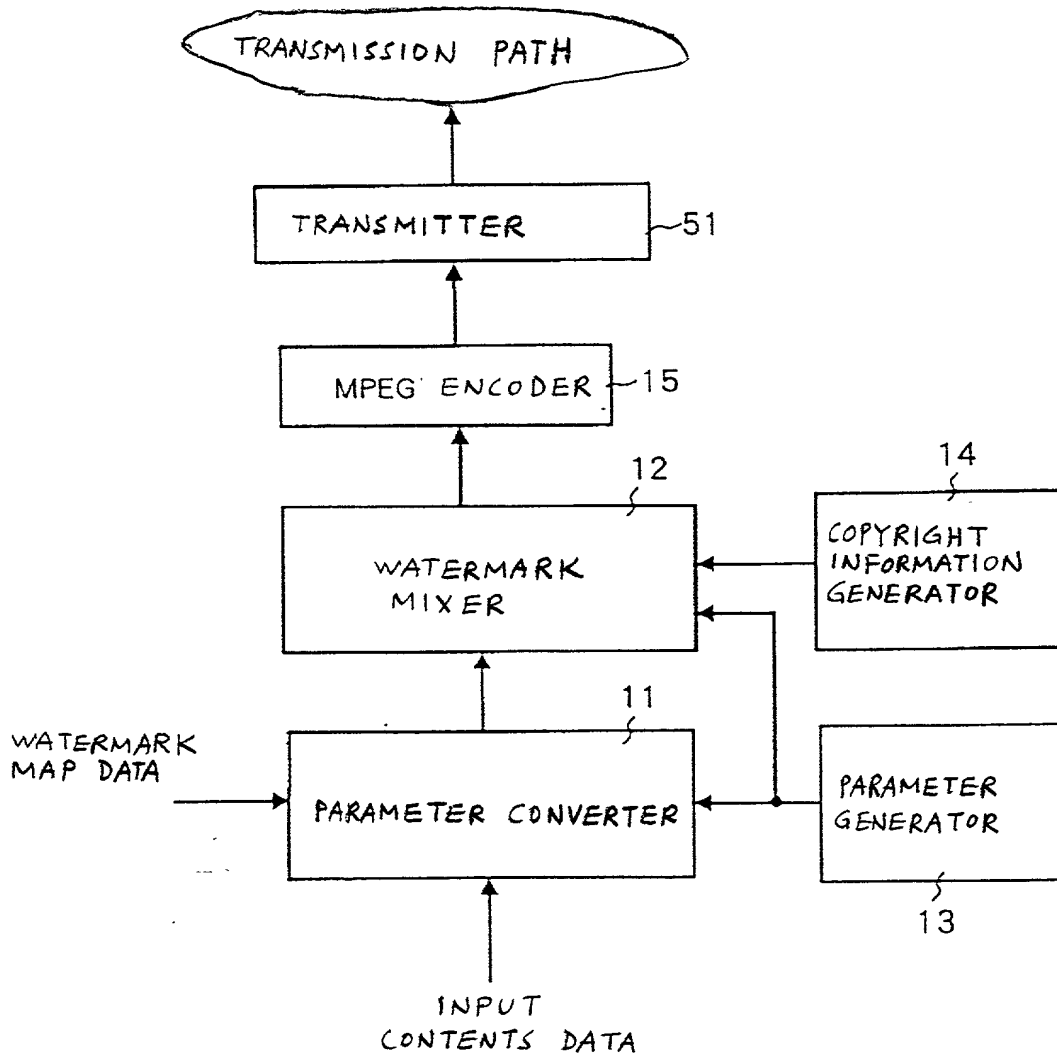 TRANSMISSION PATH
TRANSMITTER
51
MPEG ENCODER
15
12
14
WATERMARK
MIXER
COPYRIGHT
INFORMATION
GENERATOR
11
WATERMARK
MAP DATA
PARAMETER CONVERTER
PARAMETER
GENERATOR
13
INPUT
CONTENTS DATA